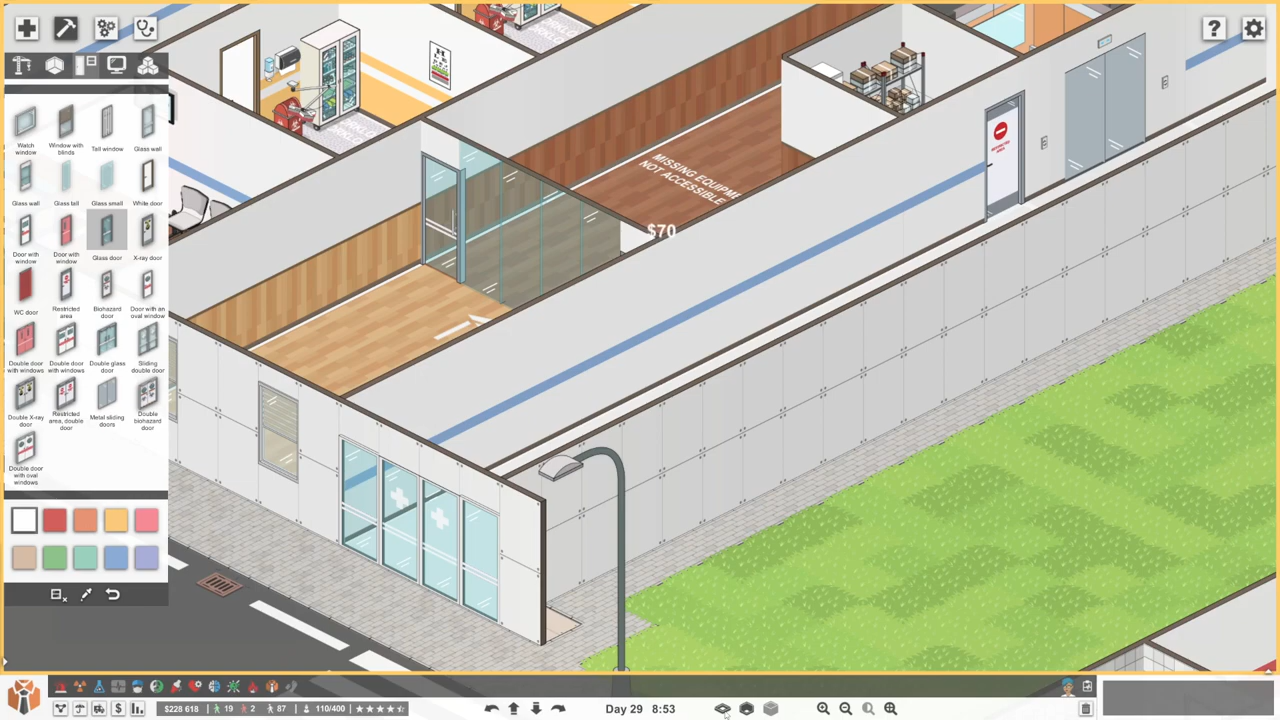 Watch window
Window with blinds
Tall window
Glass wall
Glass wall
Glass tall
Glass small
White door
Door with window
Door with window
Glass door
X-ray door
WC door
Restricted area
Biohazard door
Door with an oval window
Double door with windows
Double door with windows
Double glass door
Sliding double door
Double X-ray door
Restricted area, double door
Metal sliding doors
Double biohazard door
Double door with oval windows
MISSING EQUIPME
NOT ACCESSIBLE
$70
RESTRICTED AREA
?
$228 618
19
2
87
110/400
Day 29
8:53